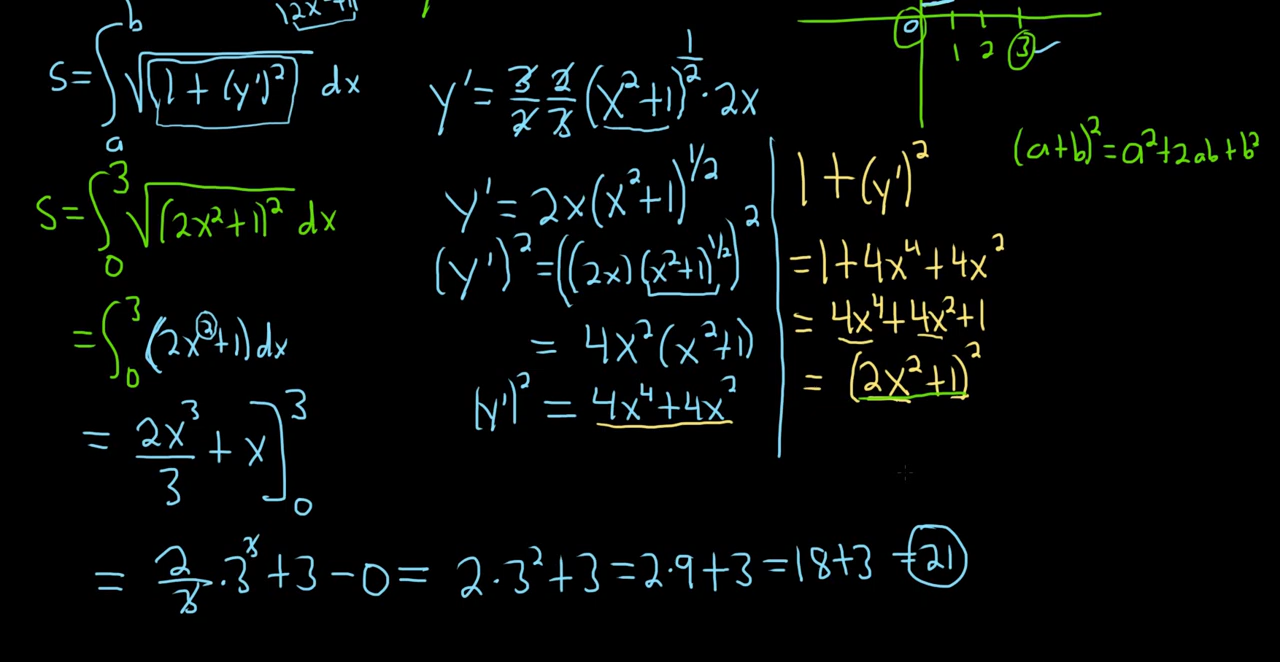 S = ∫_a^b √(1 + (y')²) dx
S = ∫_0^3 √((2x²+1)²) dx
= ∫_0^3 (2x²+1) dx
= 2x³/3 + x ]_0^3
= 2/3 · 3³ + 3 - 0 = 2·3² + 3 = 2·9 + 3 = 18+3 = 21
y' = 3/2 2/3 (x²+1)^(1/2) · 2x
y' = 2x(x²+1)^(1/2)
(y')² = ((2x)(x²+1)^(1/2))²
= 4x²(x²+1)
(y')² = 4x⁴+4x²
1 + (y')²
= 1+4x⁴+4x²
= 4x⁴+4x²+1
= (2x²+1)²
0 1 2 3
(a+b)² = a²+2ab+b²